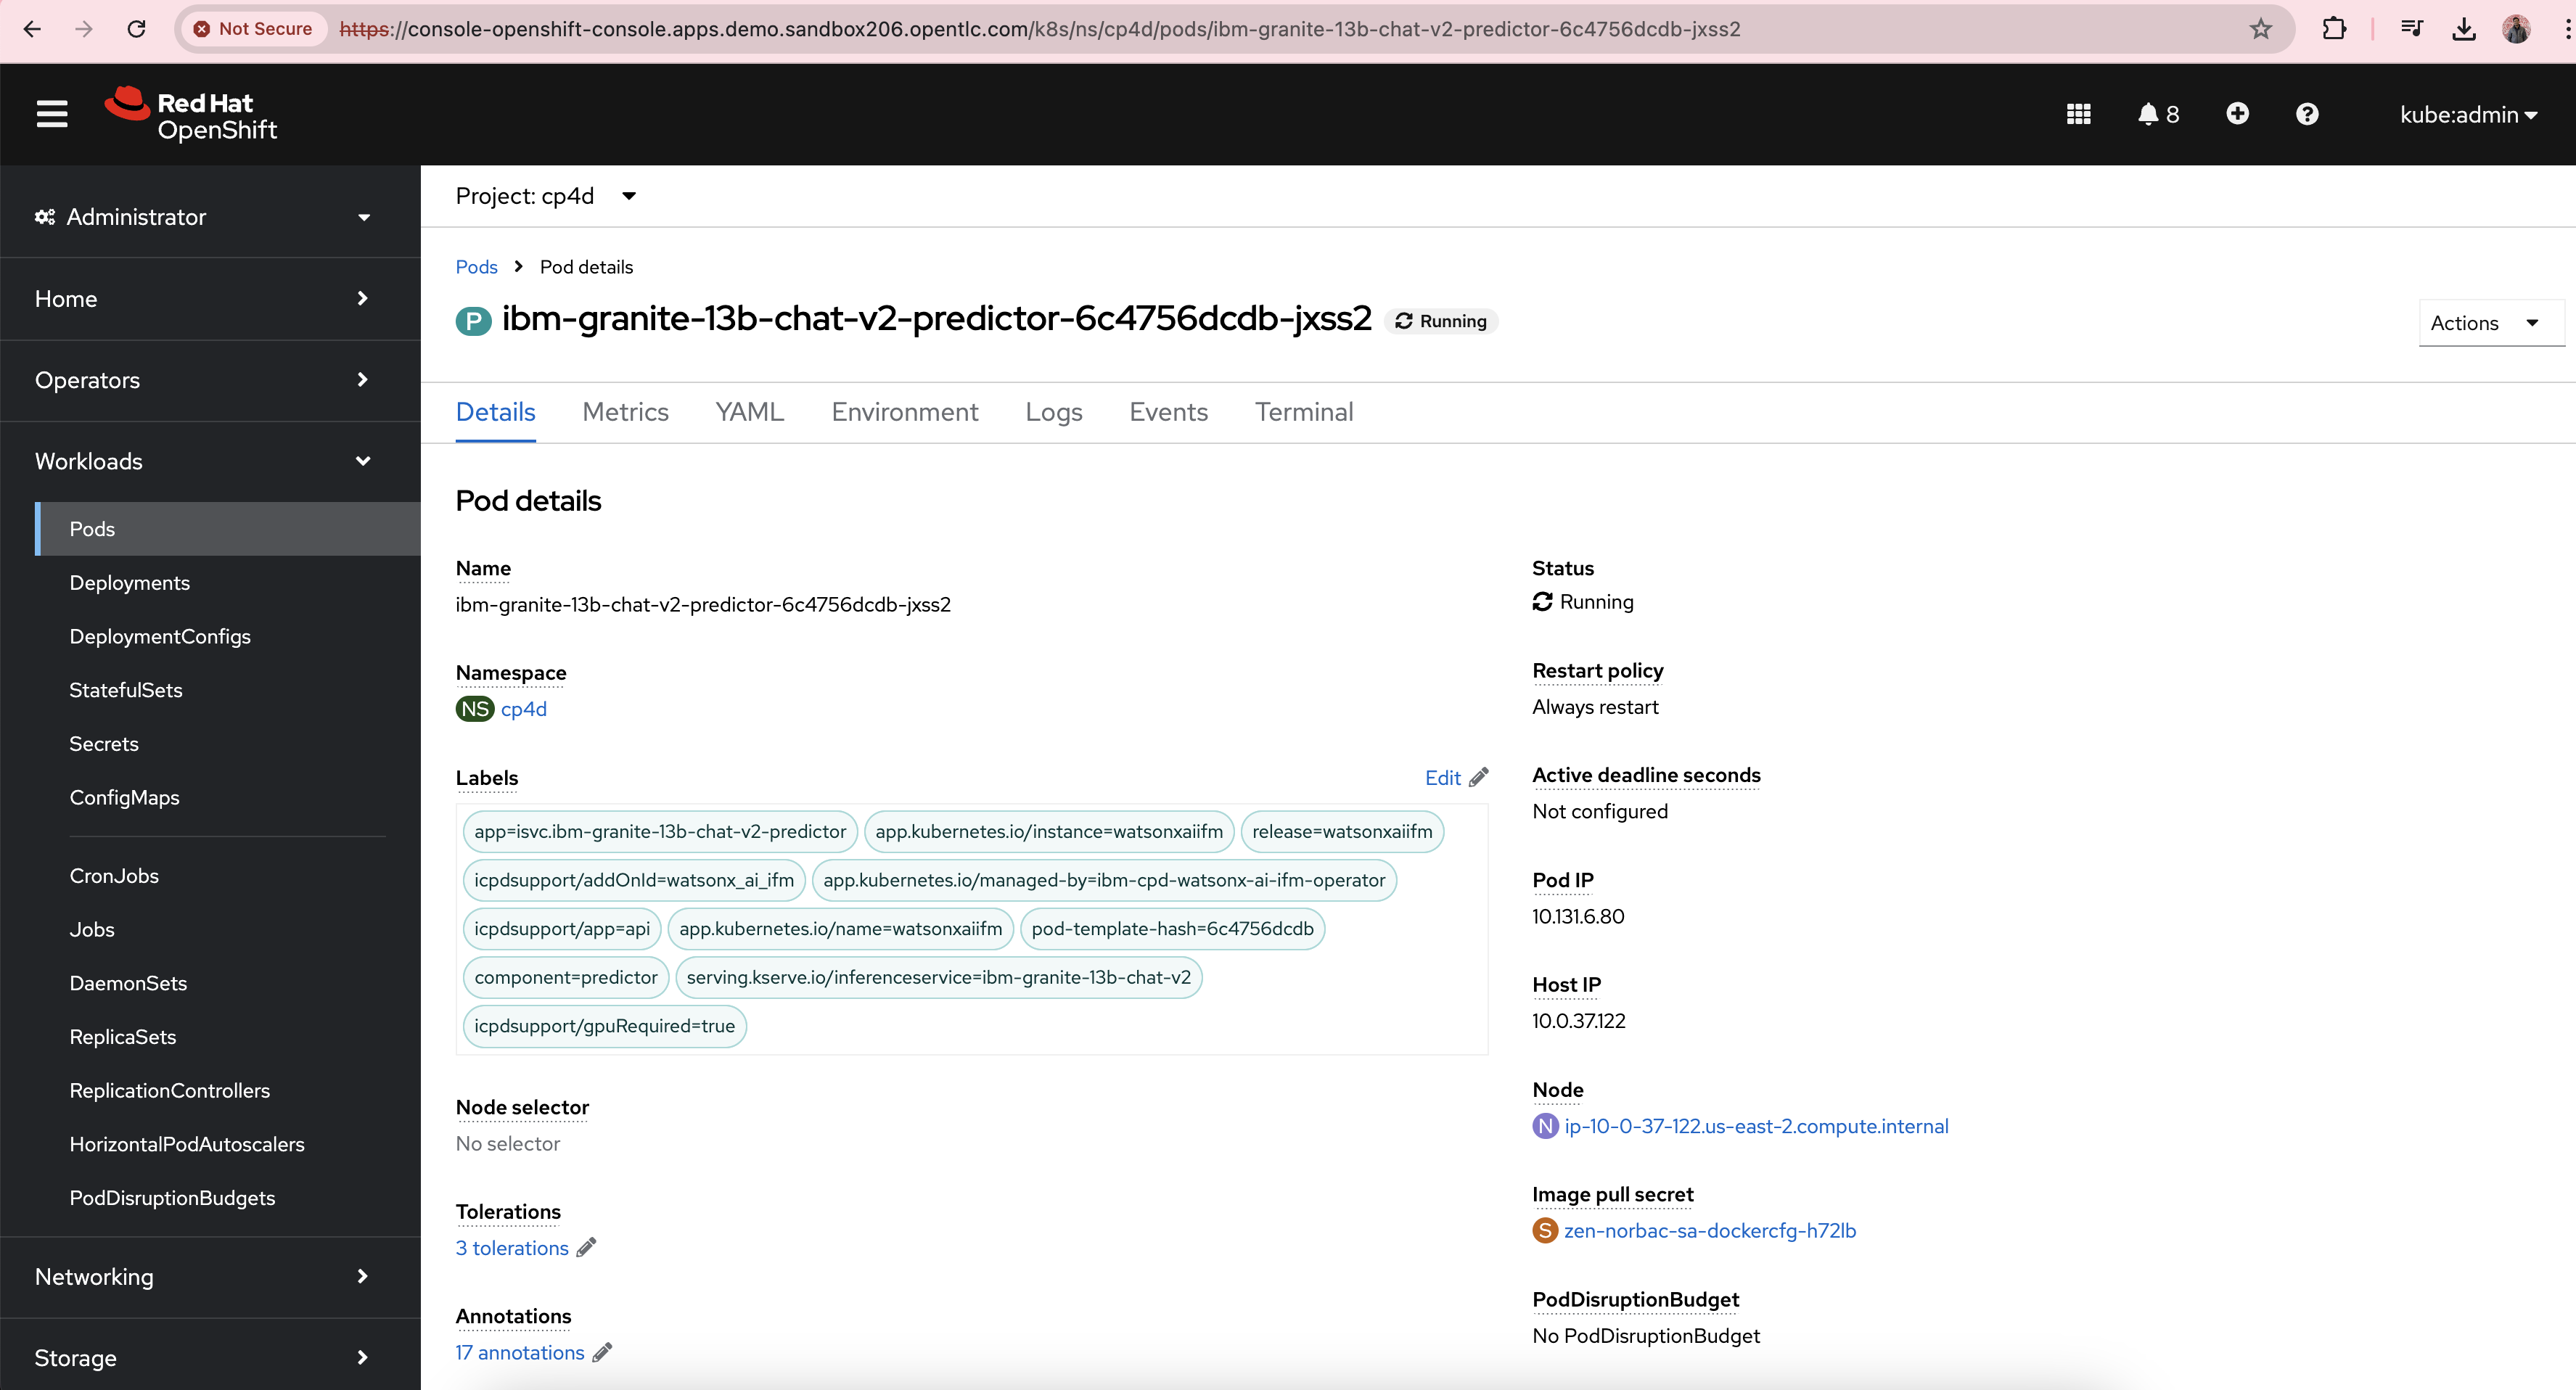 Not Secure https://console-openshift-console.apps.demo.sandbox206.opentlc.com/k8s/ns/cp4d/pods/ibm-granite-13b-chat-v2-predictor-6c4756dcdb-jxss2
Red Hat
OpenShift
8
kube:admin
Administrator
Home
Operators
Workloads
Pods
Deployments
DeploymentConfigs
StatefulSets
Secrets
ConfigMaps
CronJobs
Jobs
DaemonSets
ReplicaSets
ReplicationControllers
HorizontalPodAutoscalers
PodDisruptionBudgets
Networking
Storage
Project: cp4d
Pods Pod details
P ibm-granite-13b-chat-v2-predictor-6c4756dcdb-jxss2 Running
Actions
Details Metrics YAML Environment Logs Events Terminal
Pod details
Name
ibm-granite-13b-chat-v2-predictor-6c4756dcdb-jxss2
Namespace
NS cp4d
Labels Edit
app=isvc.ibm-granite-13b-chat-v2-predictor app.kubernetes.io/instance=watsonxaiifm release=watsonxaiifm
icpdsupport/addOnId=watsonx_ai_ifm app.kubernetes.io/managed-by=ibm-cpd-watsonx-ai-ifm-operator
icpdsupport/app=api app.kubernetes.io/name=watsonxaiifm pod-template-hash=6c4756dcdb
component=predictor serving.kserve.io/inferenceservice=ibm-granite-13b-chat-v2
icpdsupport/gpuRequired=true
Node selector
No selector
Tolerations
3 tolerations
Annotations
17 annotations
Status
Running
Restart policy
Always restart
Active deadline seconds
Not configured
Pod IP
10.131.6.80
Host IP
10.0.37.122
Node
N ip-10-0-37-122.us-east-2.compute.internal
Image pull secret
S zen-norbac-sa-dockercfg-h72lb
PodDisruptionBudget
No PodDisruptionBudget